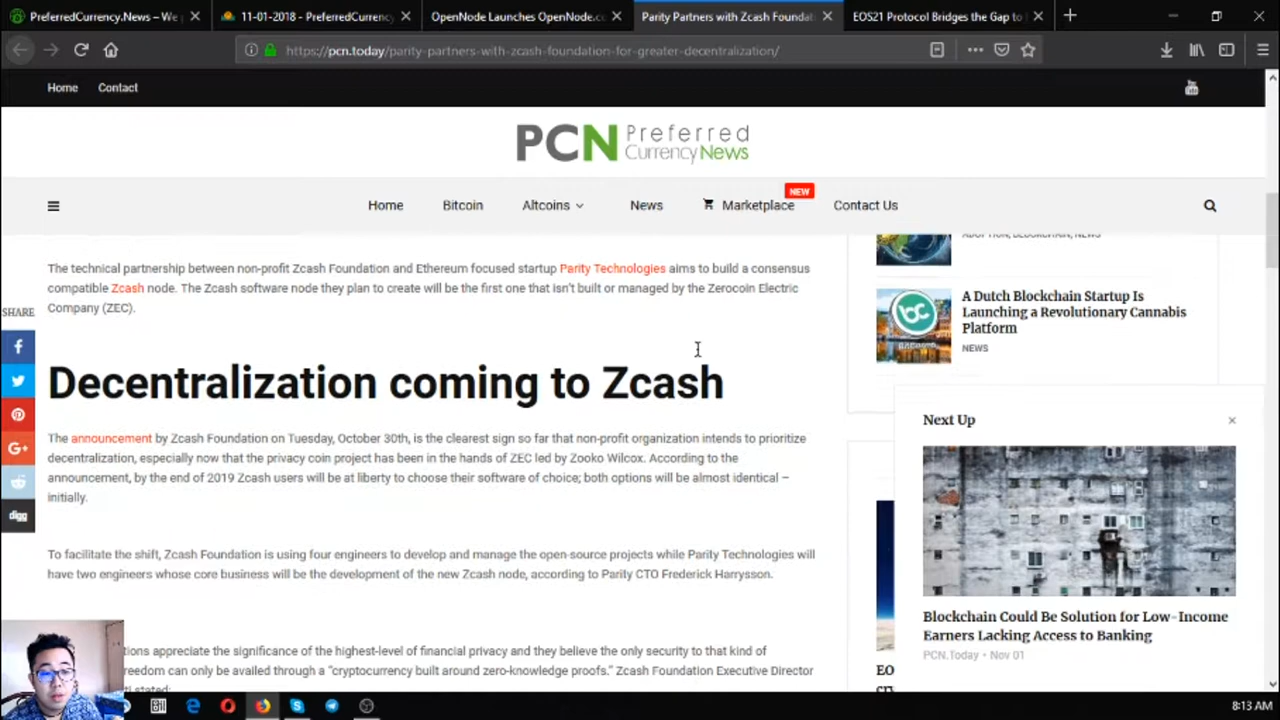 PreferredCurrency.News – We
11-01-2018 - PreferredCurrency
OpenNode Launches OpenNode.co
Parity Partners with Zcash Foundat
EOS21 Protocol Bridges the Gap to
https://pcn.today/parity-partners-with-zcash-foundation-for-greater-decentralization/
Home Contact
PCN Preferred
Currency News
NEW
Home Bitcoin Altcoins News Marketplace Contact Us
The technical partnership between non-profit Zcash Foundation and Ethereum focused startup Parity Technologies aims to build a consensus
compatible Zcash node. The Zcash software node they plan to create will be the first one that isn't built or managed by the Zerocoin Electric
Company (ZEC).
SHARE
Decentralization coming to Zcash
The announcement by Zcash Foundation on Tuesday, October 30th, is the clearest sign so far that non-profit organization intends to prioritize
decentralization, especially now that the privacy coin project has been in the hands of ZEC led by Zooko Wilcox. According to the
announcement, by the end of 2019 Zcash users will be at liberty to choose their software of choice; both options will be almost identical –
initially.
digg
To facilitate the shift, Zcash Foundation is using four engineers to develop and manage the open-source projects while Parity Technologies will
have two engineers whose core business will be the development of the new Zcash node, according to Parity CTO Frederick Harrysson.
tions appreciate the significance of the highest-level of financial privacy and they believe the only security to that kind of
reedom can only be availed through a “cryptocurrency built around zero-knowledge proofs.” Zcash Foundation Executive Director
stated:
ADOPTION, BLOCKCHAIN, NEWS
A Dutch Blockchain Startup Is
Launching a Revolutionary Cannabis
Platform
NEWS
Next Up
Blockchain Could Be Solution for Low-Income
Earners Lacking Access to Banking
PCN.Today • Nov 01
EO
8:13 AM